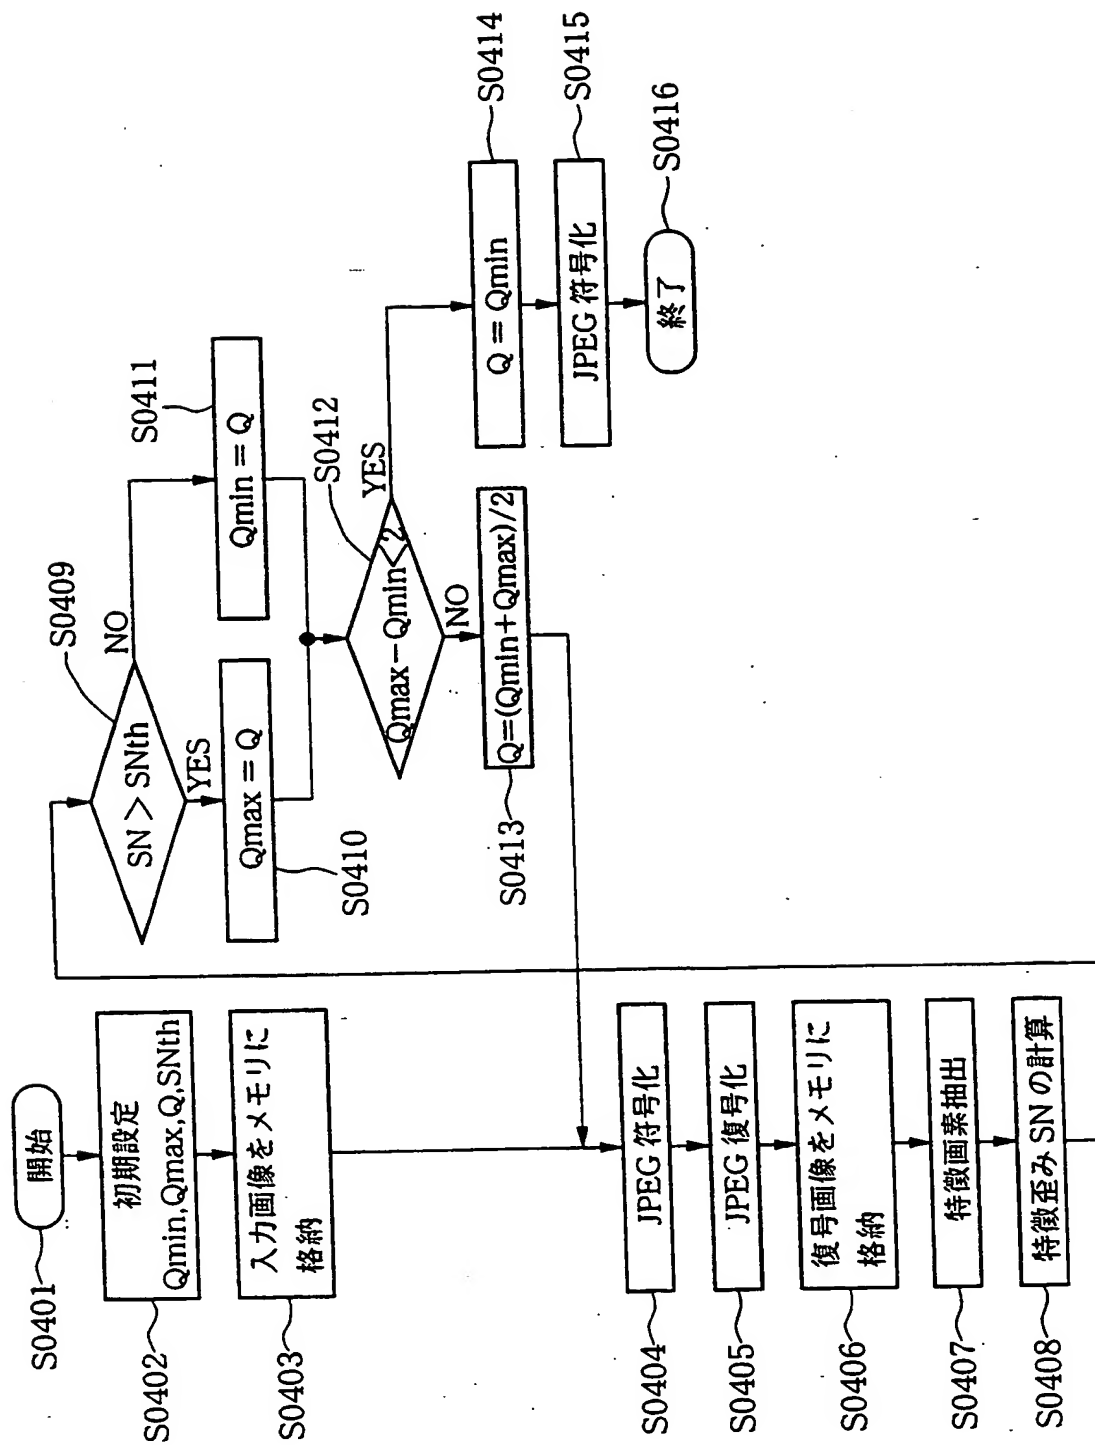 S0401
開始
S0402
初期設定
Qmin,Qmax,Q,SNth
S0403
入力画像をメモリに
格納
S0404
JPEG 符号化
S0405
JPEG 復号化
S0406
復号画像をメモリに
格納
S0407
特徴画素抽出
S0408
特徴歪み SN の計算
S0409
SN > SNth
NO
YES
Qmax = Q
S0410
S0411
Qmin = Q
S0412
Qmax−Qmin<2
YES
NO
Q=(Qmin+Qmax)/2
S0413
S0414
Q = Qmin
S0415
JPEG 符号化
S0416
終了